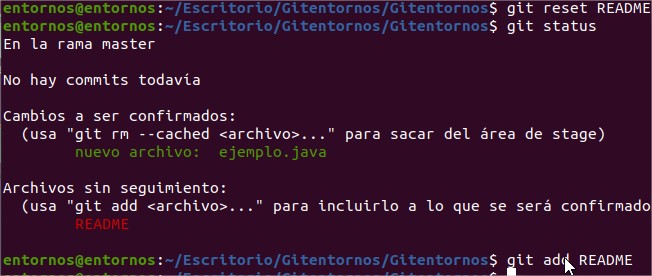 entornos@entornos:~/Escritorio/Gitentornos/Gitentornos$ git reset README
entornos@entornos:~/Escritorio/Gitentornos/Gitentornos$ git status
En la rama master
No hay commits todavía
Cambios a ser confirmados:
(usa "git rm --cached <archivo>..." para sacar del área de stage)
nuevo archivo: ejemplo.java
Archivos sin seguimiento:
(usa "git add <archivo>..." para incluirlo a lo que se será confirmado
README
entornos@entornos:~/Escritorio/Gitentornos/Gitentornos$ git add README